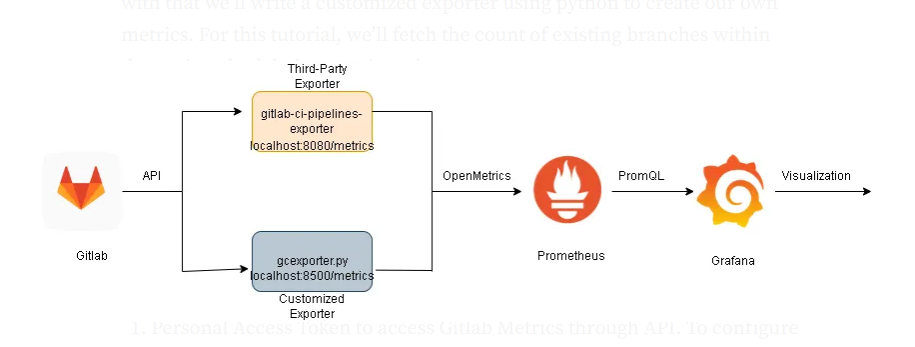 with that we'll write a customized exporter using python to create our own
metrics. For this tutorial, we'll fetch the count of existing branches within
Third-Party
Exporter
gitlab-ci-pipelines-
exporter
localhost:8080/metrics
API
OpenMetrics
PromQL
Visualization
Gitlab
Prometheus
Grafana
gcexporter.py
localhost:8500/metrics
Customized
Exporter
1. Personal Access Token to access Gitlab Metrics through API. To configure